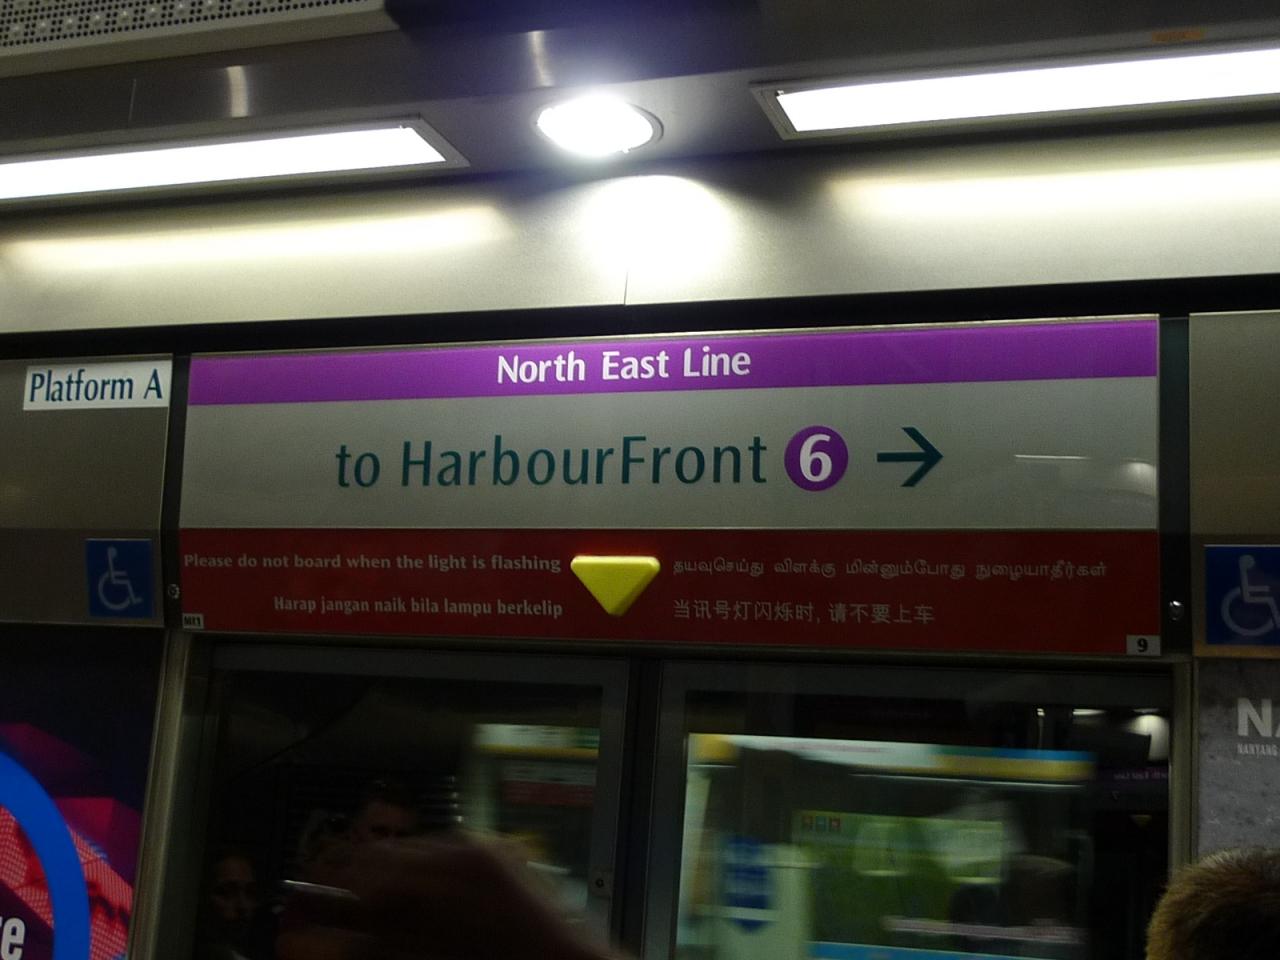 North East Line
Platform A
to HarbourFront 6 →
Please do not board when the light is flashing
Harap jangan naik bila lampu berkelip
தயவுசெய்து விளக்கு மின்னும்போது நுழையாதீர்கள்
当讯号灯闪烁时, 请不要上车
9
NANYANG